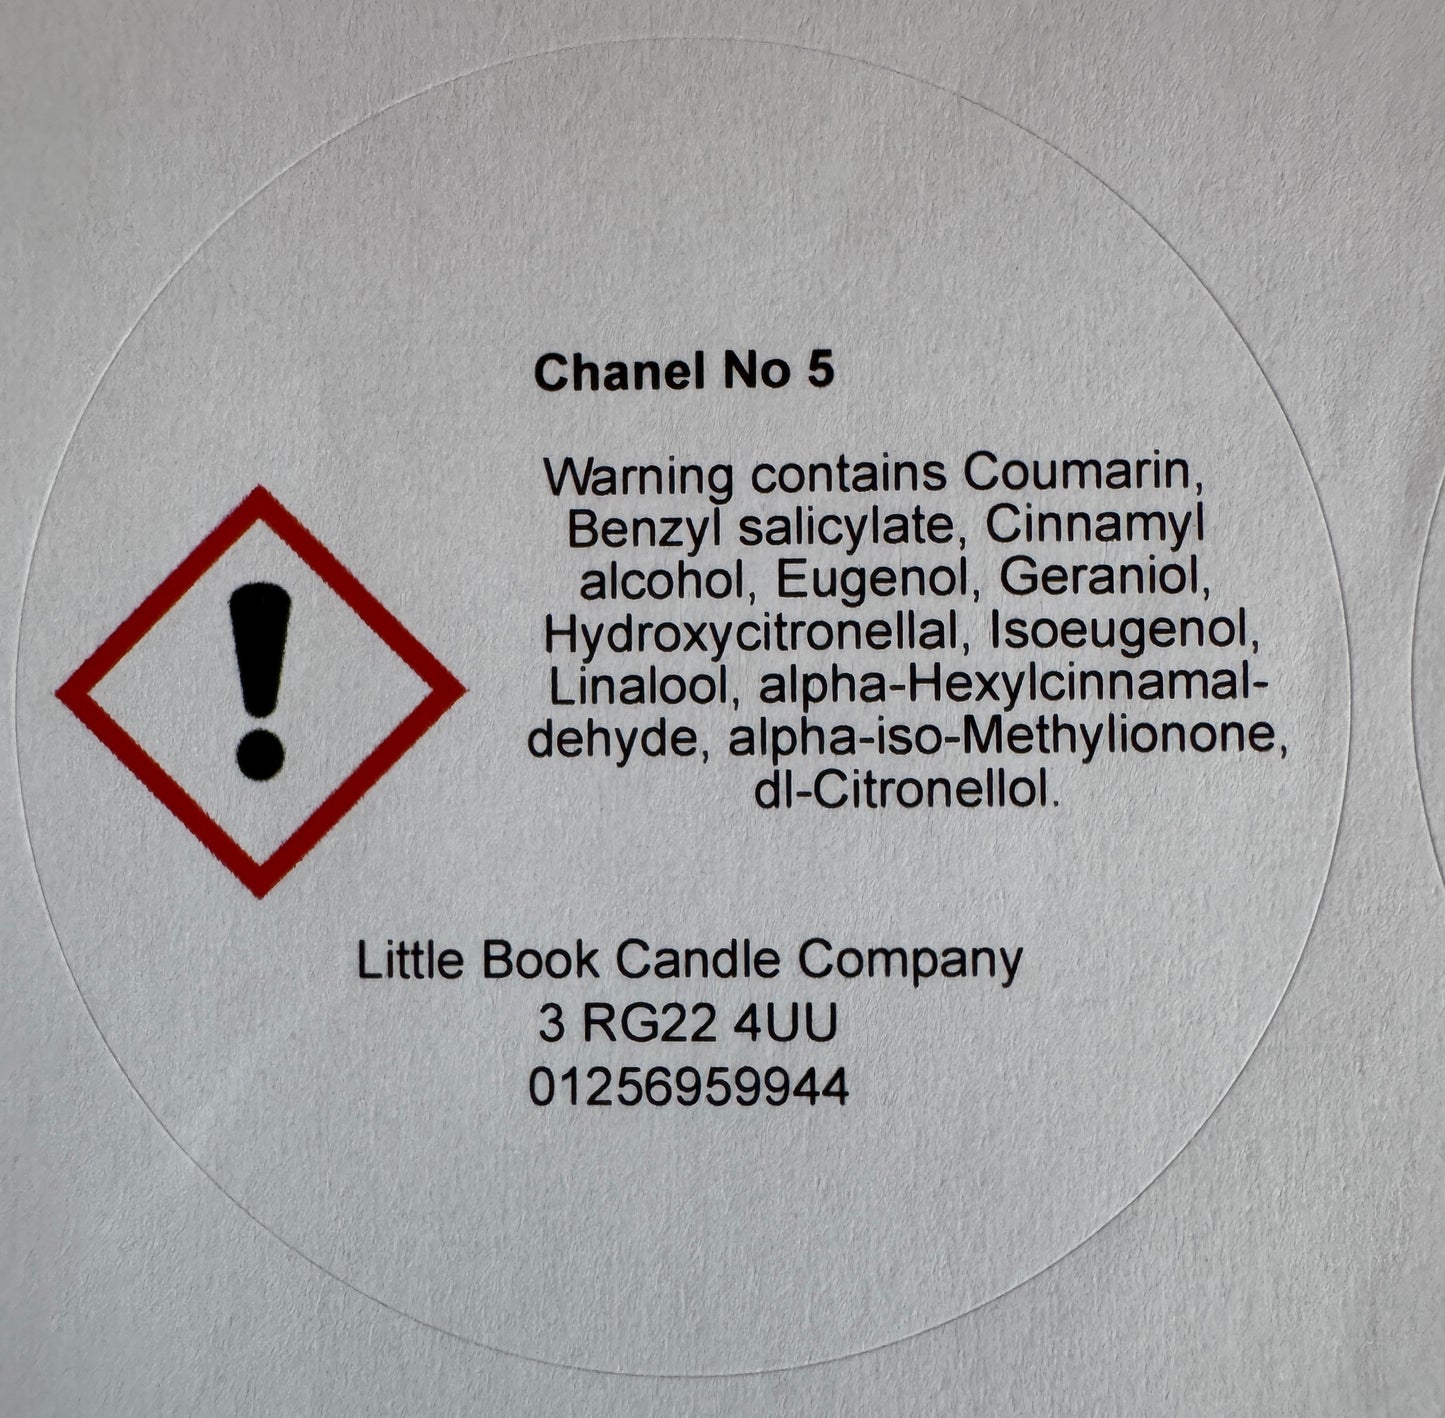 Chanel No 5
Warning contains Coumarin,
Benzyl salicylate, Cinnamyl
alcohol, Eugenol, Geraniol,
Hydroxycitronellal, Isoeugenol,
Linalool, alpha-Hexylcinnamal-
dehyde, alpha-iso-Methylionone,
dl-Citronellol.
Little Book Candle Company
3 RG22 4UU
01256959944